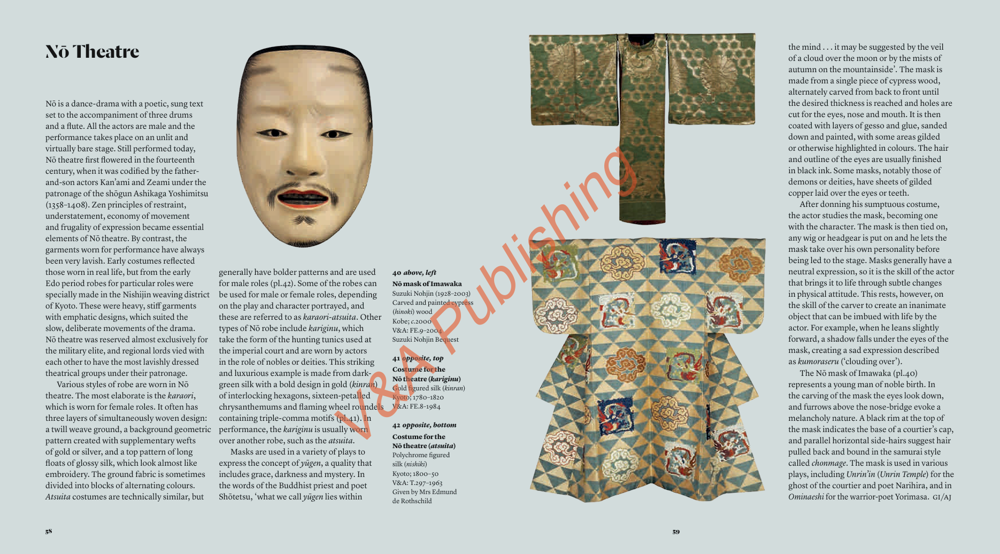 Nō Theatre
Nō is a dance-drama with a poetic, sung text
set to the accompaniment of three drums
and a flute. All the actors are male and the
performance takes place on an unlit and
virtually bare stage. Still performed today,
Nō theatre first flowered in the fourteenth
century, when it was codified by the father-
and-son actors Kan’ami and Zeami under the
patronage of the shōgun Ashikaga Yoshimitsu
(1358–1408). Zen principles of restraint,
understatement, economy of movement
and frugality of expression became essential
elements of Nō theatre. By contrast, the
garments worn for performance have always
been very lavish. Early costumes reflected
those worn in real life, but from the early
Edo period robes for particular roles were
specially made in the Nishijin weaving district
of Kyoto. These were heavy, stiff garments
with emphatic designs, which suited the
slow, deliberate movements of the drama.
Nō theatre was reserved almost exclusively for
the military elite, and regional lords vied with
each other to have the most lavishly dressed
theatrical groups under their patronage.
Various styles of robe are worn in Nō
theatre. The most elaborate is the karaori,
which is worn for female roles. It often has
three layers of simultaneously woven design:
a twill weave ground, a background geometric
pattern created with supplementary wefts
of gold or silver, and a top pattern of long
floats of glossy silk, which look almost like
embroidery. The ground fabric is sometimes
divided into blocks of alternating colours.
Atsuita costumes are technically similar, but
generally have bolder patterns and are used
for male roles (pl.42). Some of the robes can
be used for male or female roles, depending
on the play and character portrayed, and
these are referred to as karaori-atsuita. Other
types of Nō robe include kariginu, which
take the form of the hunting tunics used at
the imperial court and are worn by actors
in the role of nobles or deities. This striking
and luxurious example is made from dark-
green silk with a bold design in gold (kinran)
of interlocking hexagons, sixteen-petalled
chrysanthemums and flaming wheel roundels
containing triple-comma motifs (pl.41). In
performance, the kariginu is usually worn
over another robe, such as the atsuita.
Masks are used in a variety of plays to
express the concept of yūgen, a quality that
includes grace, darkness and mystery. In
the words of the Buddhist priest and poet
Shōtetsu, ‘what we call yūgen lies within
40 above, left
Nō mask of Imawaka
Suzuki Nohjin (1928–2003)
Carved and painted cypress
(hinoki) wood
Kobe; c.2000
V&A: FE.9–2004
Suzuki Nohjin Bequest
41 opposite, top
Costume for the
Nō theatre (kariginu)
Gold figured silk (kinran)
Kyoto; 1780–1820
V&A: FE.8–1984
42 opposite, bottom
Costume for the
Nō theatre (atsuita)
Polychrome figured
silk (nishiki)
Kyoto; 1800–50
V&A: T.297–1963
Given by Mrs Edmund
de Rothschild
the mind . . . it may be suggested by the veil
of a cloud over the moon or by the mists of
autumn on the mountainside’. The mask is
made from a single piece of cypress wood,
alternately carved from back to front until
the desired thickness is reached and holes are
cut for the eyes, nose and mouth. It is then
coated with layers of gesso and glue, sanded
down and painted, with some areas gilded
or otherwise highlighted in colours. The hair
and outline of the eyes are usually finished
in black ink. Some masks, notably those of
demons or deities, have sheets of gilded
copper laid over the eyes or teeth.
After donning his sumptuous costume,
the actor studies the mask, becoming one
with the character. The mask is then tied on,
any wig or headgear is put on and he lets the
mask take over his own personality before
being led to the stage. Masks generally have a
neutral expression, so it is the skill of the actor
that brings it to life through subtle changes
in physical attitude. This rests, however, on
the skill of the carver to create an inanimate
object that can be imbued with life by the
actor. For example, when he leans slightly
forward, a shadow falls under the eyes of the
mask, creating a sad expression described
as kumoraseru (‘clouding over’).
The Nō mask of Imawaka (pl.40)
represents a young man of noble birth. In
the carving of the mask the eyes look down,
and furrows above the nose-bridge evoke a
melancholy nature. A black rim at the top of
the mask indicates the base of a courtier’s cap,
and parallel horizontal side-hairs suggest hair
pulled back and bound in the samurai style
called chonmage. The mask is used in various
plays, including Unrin’in (Unrin Temple) for the
ghost of the courtier and poet Narihira, and in
Ominaeshi for the warrior-poet Yorimasa. GI/AJ
58
59
V&A Publishing